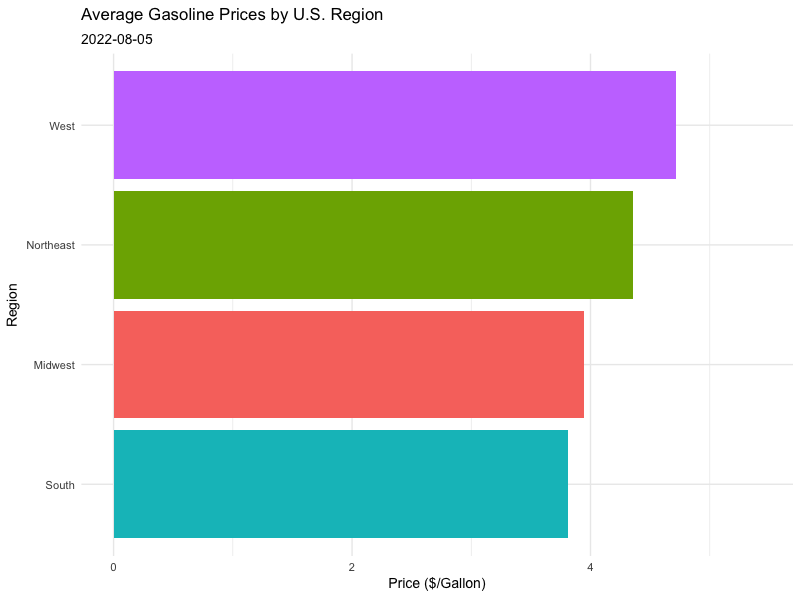 Average Gasoline Prices by U.S. Region
2022-08-05
West
Northeast
Midwest
South
Region
0 2 4
Price ($/Gallon)